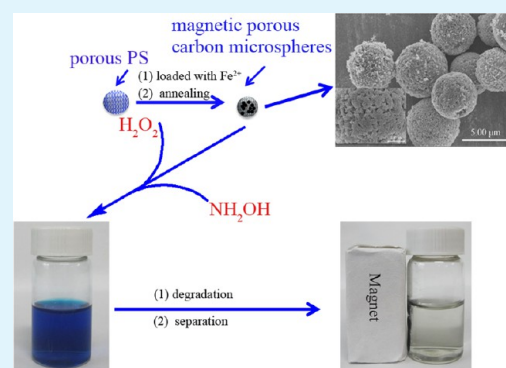 magnetic porous
carbon microspheres
porous PS
(1) loaded with Fe²⁺
(2) annealing
H₂O₂
5.00 μm
NH₂OH
(1) degradation
(2) separation
Magnet